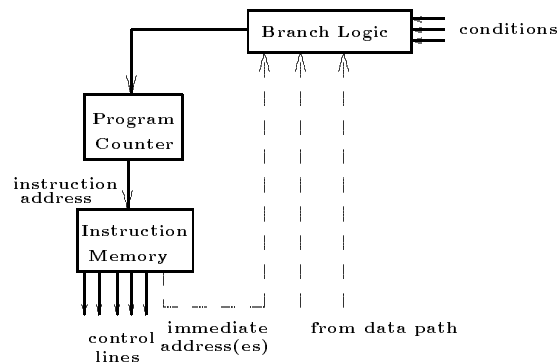 Branch Logic
conditions
Program
Counter
instruction
address
Instruction
Memory
control
lines
immediate
address(es)
from data path